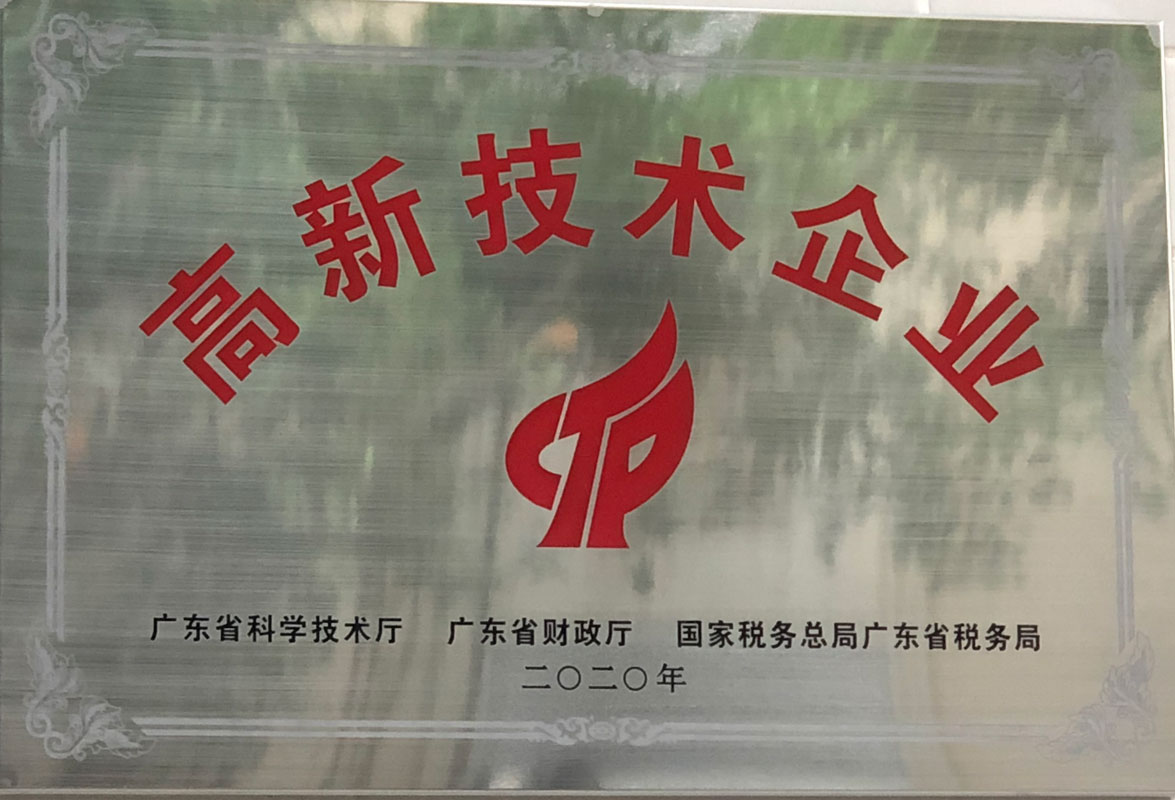 高新技术企业
广东省科学技术厅 广东省财政厅 国家税务总局广东省税务局
二〇二〇年